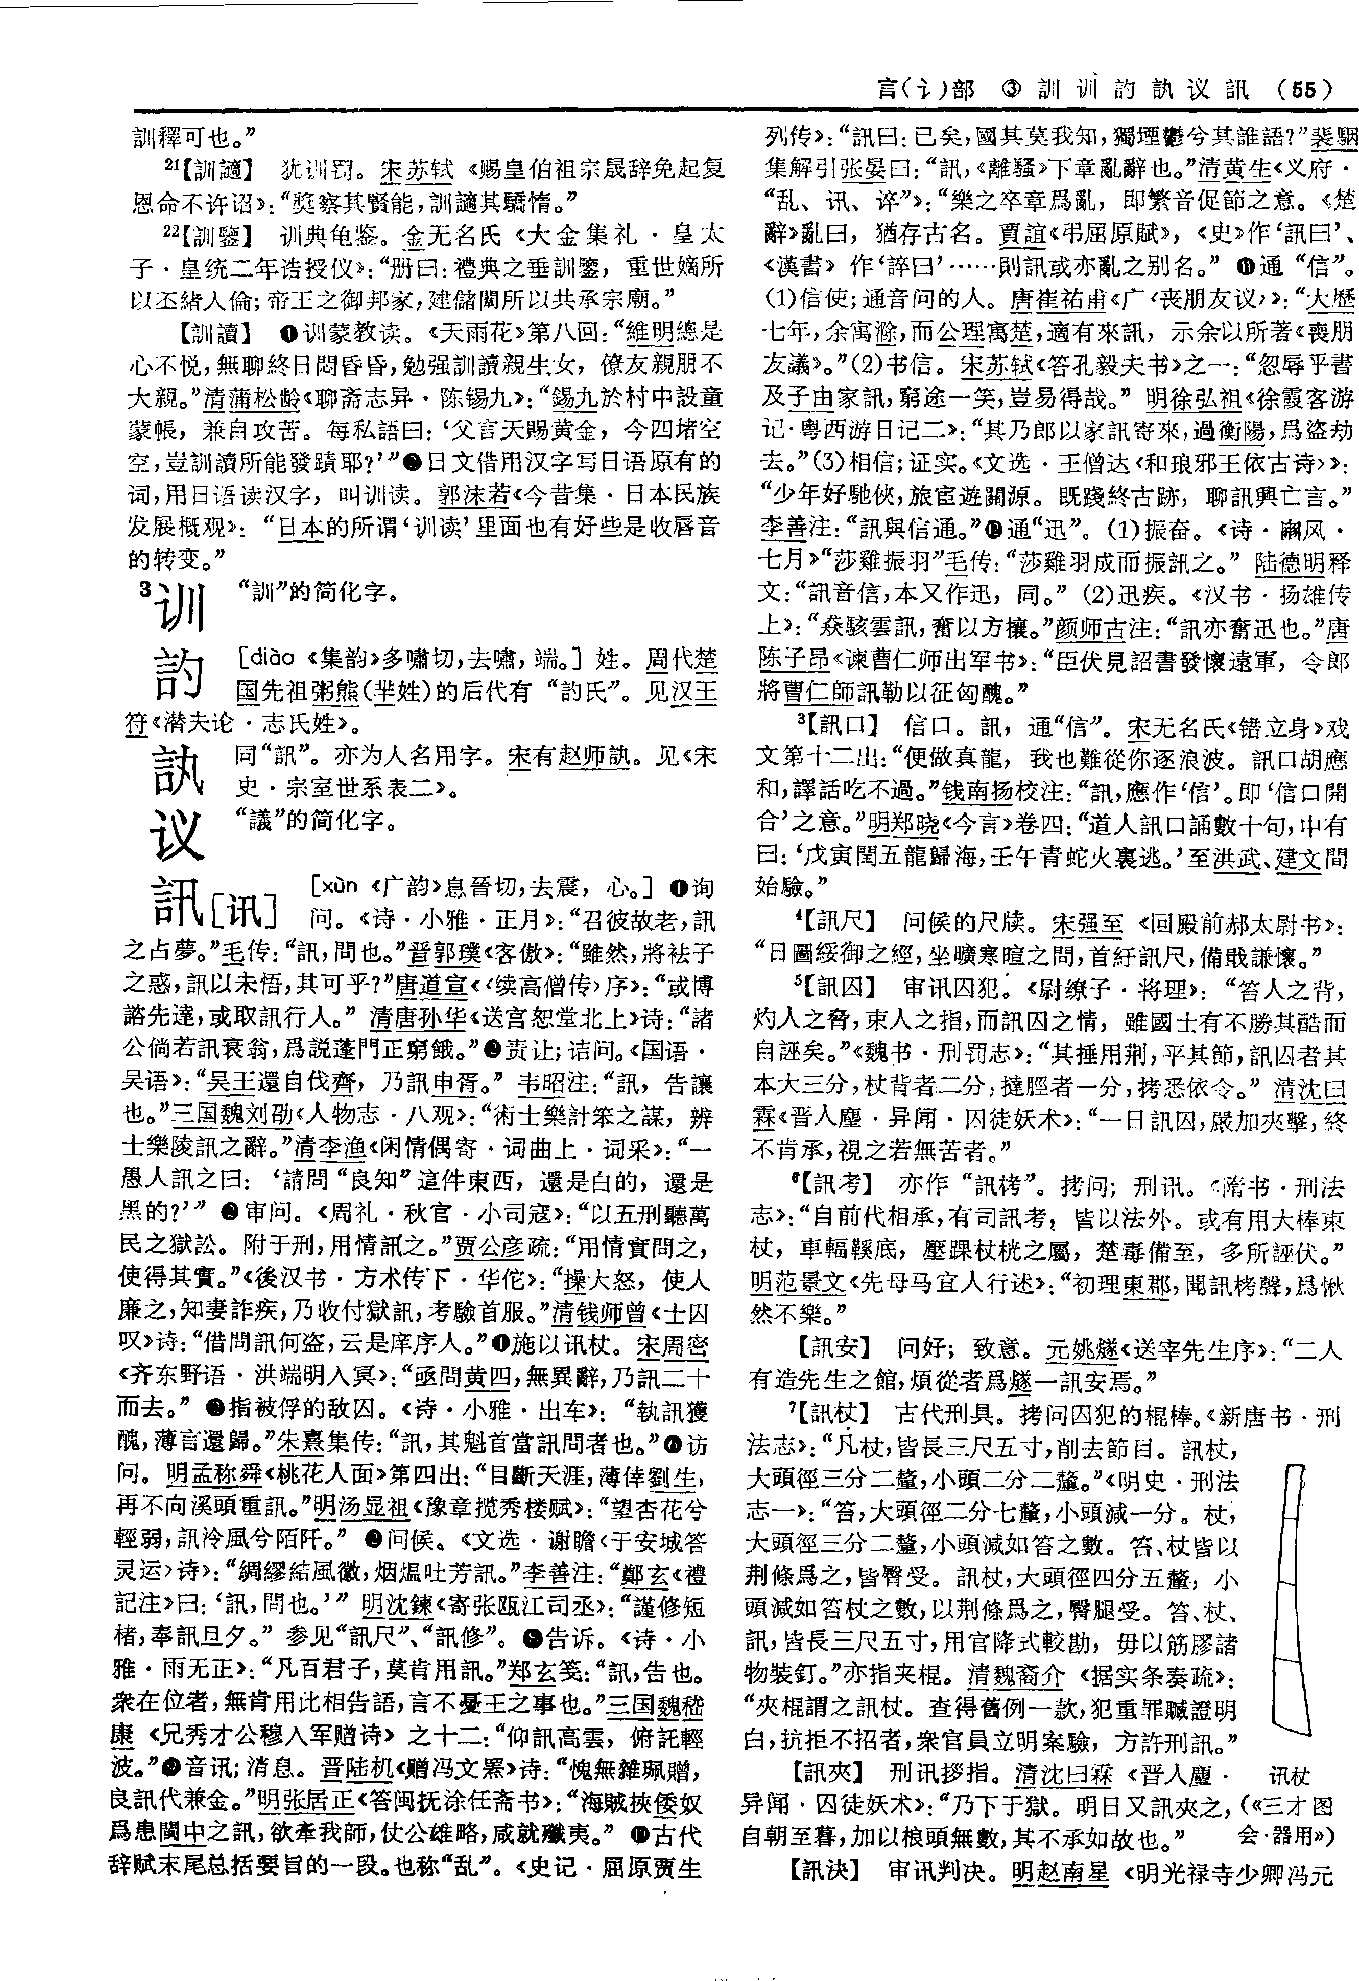 言(讠)部 ③ 訓训訋訙议訊 (55)
訓釋可也。”
²¹【訓讁】 犹训罚。宋苏轼《赐皇伯祖宗晟辞免起复
恩命不许诏》:“奬察其賢能,訓讁其驕惰。”
²²【訓鑒】 训典龟鉴。金无名氏《大金集礼·皇太
子·皇统二年诰授仪》:“册曰:禮典之垂訓鑒,重世嫡所
以丕緒人倫;帝王之御邦家,建儲闈所以共承宗廟。”
【訓讀】 ❶训蒙教读。《天雨花》第八回:“維明總是
心不悦,無聊終日悶昏昏,勉强訓讀親生女,僚友親朋不
大親。”清蒲松龄《聊斋志异·陈锡九》:“錫九於村中設童
蒙帳,兼自攻苦。每私語曰:‘父言天賜黄金,今四堵空
空,豈訓讀所能發蹟耶?’”❷日文借用汉字写日语原有的
词,用日语读汉字,叫训读。郭沫若《今昔集·日本民族
发展概观》:“日本的所谓‘训读’里面也有好些是收唇音
的转变。”
³训 “訓”的简化字。
訋 [diào 《集韵》多嘯切,去嘯,端。] 姓。周代楚
国先祖粥熊(芈姓)的后代有“訋氏”。见汉王
符《潜夫论·志氏姓》。
訙 同“訊”。亦为人名用字。宋有赵师訙。见《宋
史·宗室世系表二》。
议 “議”的简化字。
訊[讯] [xùn 《广韵》息晉切,去震,心。] ❶询
问。《诗·小雅·正月》:“召彼故老,訊
之占夢。”毛传:“訊,問也。”晋郭璞《客傲》:“雖然,將袪子
之惑,訊以未悟,其可乎?”唐道宣《〈续高僧传〉序》:“或博
諮先達,或取訊行人。” 清唐孙华《送宫恕堂北上》诗:“諸
公倘若訊衰翁,爲説蓬門正窮餓。”❷责让;诘问。《国语·
吴语》:“吴王還自伐齊,乃訊申胥。” 韦昭注:“訊,告讓
也。”三国魏刘劭《人物志·八观》:“術士樂計筴之謀,辨
士樂陵訊之辭。”清李渔《闲情偶寄·词曲上·词采》:“一
愚人訊之曰:‘請問“良知”這件東西,還是白的,還是
黑的?’” ❸审问。《周礼·秋官·小司寇》:“以五刑聽萬
民之獄訟。附于刑,用情訊之。”贾公彦疏:“用情實問之,
使得其實。”《後汉书·方术传下·华佗》:“操大怒,使人
廉之,知妻詐疾,乃收付獄訊,考驗首服。”清钱师曾《士囚
叹》诗:“借問訊何盗,云是庠序人。”❹施以讯杖。宋周密
《齐东野语·洪端明入冥》:“亟問黄四,無異辭,乃訊二十
而去。” ❺指被俘的敌囚。《诗·小雅·出车》:“執訊獲
醜,薄言還歸。”朱熹集传:“訊,其魁首當訊問者也。”❻访
问。明孟称舜《桃花人面》第四出:“目斷天涯,薄倖劉生,
再不向溪頭重訊。”明汤显祖《豫章揽秀楼赋》:“望杏花兮
輕弱,訊泠風兮陌阡。” ❼问候。《文选·谢瞻〈于安城答
灵运〉诗》:“綢繆結風徽,烟熅吐芳訊。”李善注:“鄭玄《禮
記注》曰:‘訊,問也。’” 明沈鍊《寄张瓯江司丞》:“謹修短
楮,奉訊旦夕。” 参见“訊尺”、“訊修”。 ❽告诉。《诗·小
雅·雨无正》:“凡百君子,莫肯用訊。”郑玄笺:“訊,告也。
衆在位者,無肯用此相告語,言不憂王之事也。”三国魏嵇
康《兄秀才公穆入军赠诗》之十二:“仰訊高雲,俯託輕
波。”❾音讯;消息。晋陆机《赠冯文罴》诗:“愧無雜珮贈,
良訊代兼金。”明张居正《答闽抚涂任斋书》:“海賊挾倭奴
爲患閩中之訊,欲牽我師,仗公雄略,咸就殲夷。” ❿古代
辞赋末尾总括要旨的一段。也称“乱”。《史记·屈原贾生
列传》:“訊曰:已矣,國其莫我知,獨堙鬱兮其誰語?”裴駰
集解引张晏曰:“訊,《離騷》下章亂辭也。”清黄生《义府·
“乱、讯、谇”》:“樂之卒章爲亂,即繁音促節之意。《楚
辭》亂曰,猶存古名。賈誼《弔屈原賦》,《史》作‘訊曰’、
《漢書》作‘誶曰’……則訊或亦亂之别名。” ⓫通“信”。
(1)信使;通音问的人。唐崔祐甫《广〈丧朋友议〉》:“大歷
七年,余寓滁,而公理寓楚,適有來訊,示余以所著《喪朋
友議》。”(2)书信。宋苏轼《答孔毅夫书》之一:“忽辱乎書
及子由家訊,窮途一笑,豈易得哉。” 明徐弘祖《徐霞客游
记·粤西游日记二》:“其乃郎以家訊寄來,過衡陽,爲盗劫
去。”(3)相信;证实。《文选·王僧达〈和琅邪王依古诗〉》:
“少年好馳俠,旅宦遊關源。既踐終古跡,聊訊興亡言。”
李善注:“訊與信通。”⓬通“迅”。(1)振奋。《诗·豳风·
七月》“莎雞振羽”毛传:“莎雞羽成而振訊之。” 陆德明释
文:“訊音信,本又作迅,同。” (2)迅疾。《汉书·扬雄传
上》:“猋駭雲訊,奮以方攘。”颜师古注:“訊亦奮迅也。”唐
陈子昂《谏曹仁师出军书》:“臣伏見詔書發懷遠軍,令郎
將曹仁師訊勒以征匈醜。”
³【訊口】 信口。訊,通“信”。宋无名氏《错立身》戏
文第十二出:“便做真龍,我也難從你逐浪波。訊口胡應
和,譯話吃不過。”钱南扬校注:“訊,應作‘信’。即‘信口開
合’之意。”明郑晓《今言》卷四:“道人訊口誦數十句,中有
曰:‘戊寅閏五龍歸海,壬午青蛇火裏逃。’至洪武、建文間
始驗。”
⁴【訊尺】 问候的尺牍。宋强至《回殿前郝太尉书》:
“日圖綏御之經,坐曠寒暄之問,首紆訊尺,備戢謙懷。”
⁵【訊囚】 审讯囚犯。《尉缭子·将理》:“笞人之背,
灼人之脅,束人之指,而訊囚之情,雖國士有不勝其酷而
自誣矣。”《魏书·刑罚志》:“其捶用荆,平其節,訊囚者其
本大三分,杖背者二分,撻脛者一分,拷悉依令。” 清沈曰
霖《晋人麈·异闻·囚徒妖术》:“一日訊囚,嚴加夾擊,終
不肯承,視之若無苦者。”
⁶【訊考】 亦作“訊栲”。拷问;刑讯。《隋书·刑法
志》:“自前代相承,有司訊考,皆以法外。或有用大棒束
杖,車輻鞵底,壓踝杖桄之屬,楚毒備至,多所誣伏。”
明范景文《先母马宜人行述》:“初理東郡,聞訊栲聲,爲愀
然不樂。”
【訊安】 问好;致意。元姚燧《送宰先生序》:“二人
有造先生之館,煩從者爲燧一訊安焉。”
⁷【訊杖】 古代刑具。拷问囚犯的棍棒。《新唐书·刑
法志》:“凡杖,皆長三尺五寸,削去節目。訊杖,
大頭徑三分二釐,小頭二分二釐。”《明史·刑法
志一》:“笞,大頭徑二分七釐,小頭減一分。杖,
大頭徑三分二釐,小頭減如笞之數。笞、杖皆以
荆條爲之,皆臀受。訊杖,大頭徑四分五釐,小
頭減如笞杖之數,以荆條爲之,臀腿受。笞、杖、
訊,皆長三尺五寸,用官降式較勘,毋以筋膠諸
物裝釘。”亦指夹棍。清魏裔介《据实条奏疏》:
“夾棍謂之訊杖。查得舊例一款,犯重罪贓證明
白,抗拒不招者,衆官員立明案驗,方許刑訊。”
【訊夾】 刑讯拶指。清沈曰霖《晋人麈·
异闻·囚徒妖术》:“乃下于獄。明日又訊夾之,
自朝至暮,加以榔頭無數,其不承如故也。”
讯杖
(《三才图
会·器用》)
【訊決】 审讯判决。明赵南星《明光禄寺少卿冯元